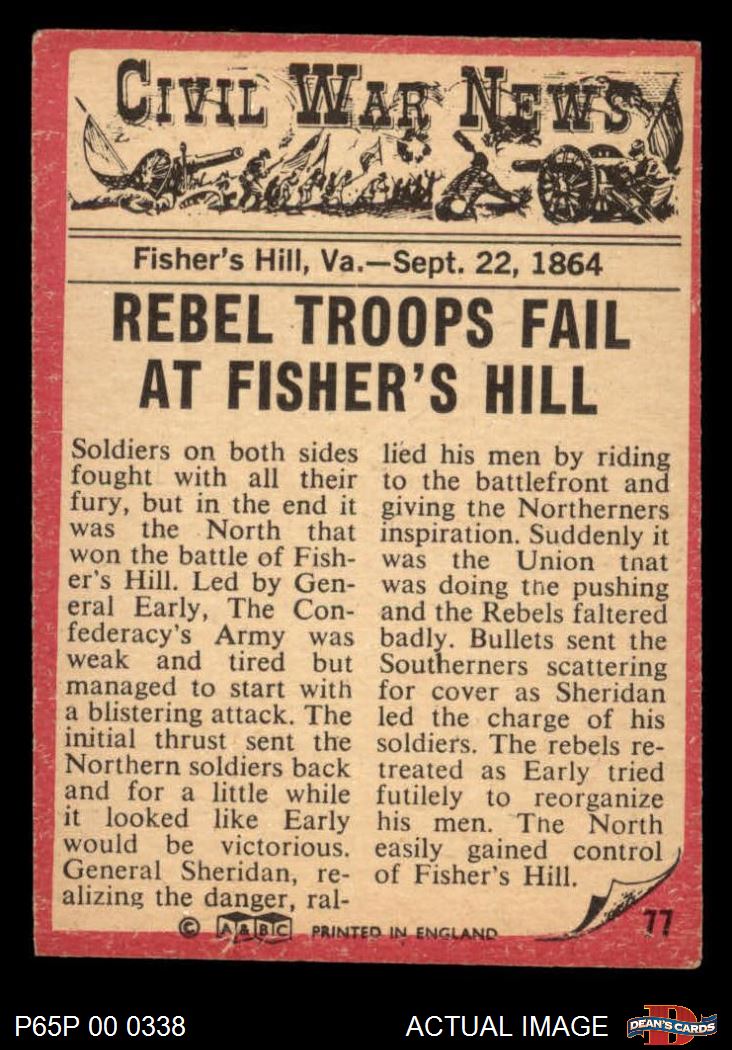 CIVIL WAR NEWS
Fisher's Hill, Va.—Sept. 22, 1864
REBEL TROOPS FAIL
AT FISHER'S HILL
Soldiers on both sides
fought with all their
fury, but in the end it
was the North that
won the battle of Fish-
er's Hill. Led by Gen-
eral Early, The Con-
federacy's Army was
weak and tired but
managed to start with
a blistering attack. The
initial thrust sent the
Northern soldiers back
and for a little while
it looked like Early
would be victorious.
General Sheridan, re-
alizing the danger, ral-
lied his men by riding
to the battlefront and
giving the Northerners
inspiration. Suddenly it
was the Union that
was doing the pushing
and the Rebels faltered
badly. Bullets sent the
Southerners scattering
for cover as Sheridan
led the charge of his
soldiers. The rebels re-
treated as Early tried
futilely to reorganize
his men. The North
easily gained control
of Fisher's Hill.
© A&BC PRINTED IN ENGLAND
77
P65P 00 0338
ACTUAL IMAGE
D
DEAN'S CARDS